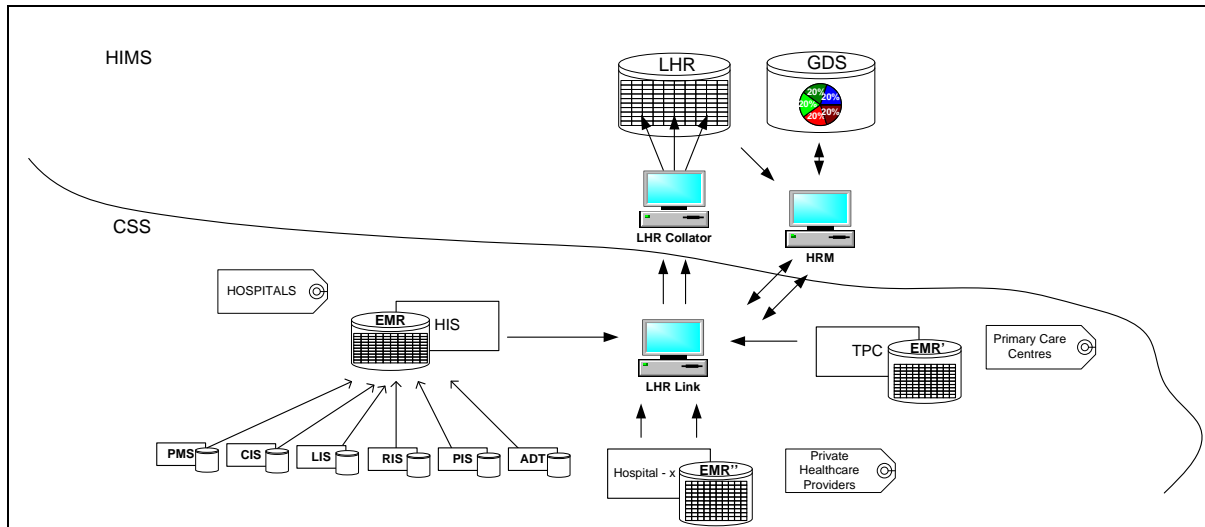 HIMS
LHR
GDS
20%
20%
20%
20%
20%
CSS
LHR Collator
HRM
HOSPITALS
EMR
HIS
LHR Link
TPC
EMR'
Primary Care
Centres
PMS
CIS
LIS
RIS
PIS
ADT
Hospital - x
EMR''
Private
Healthcare
Providers